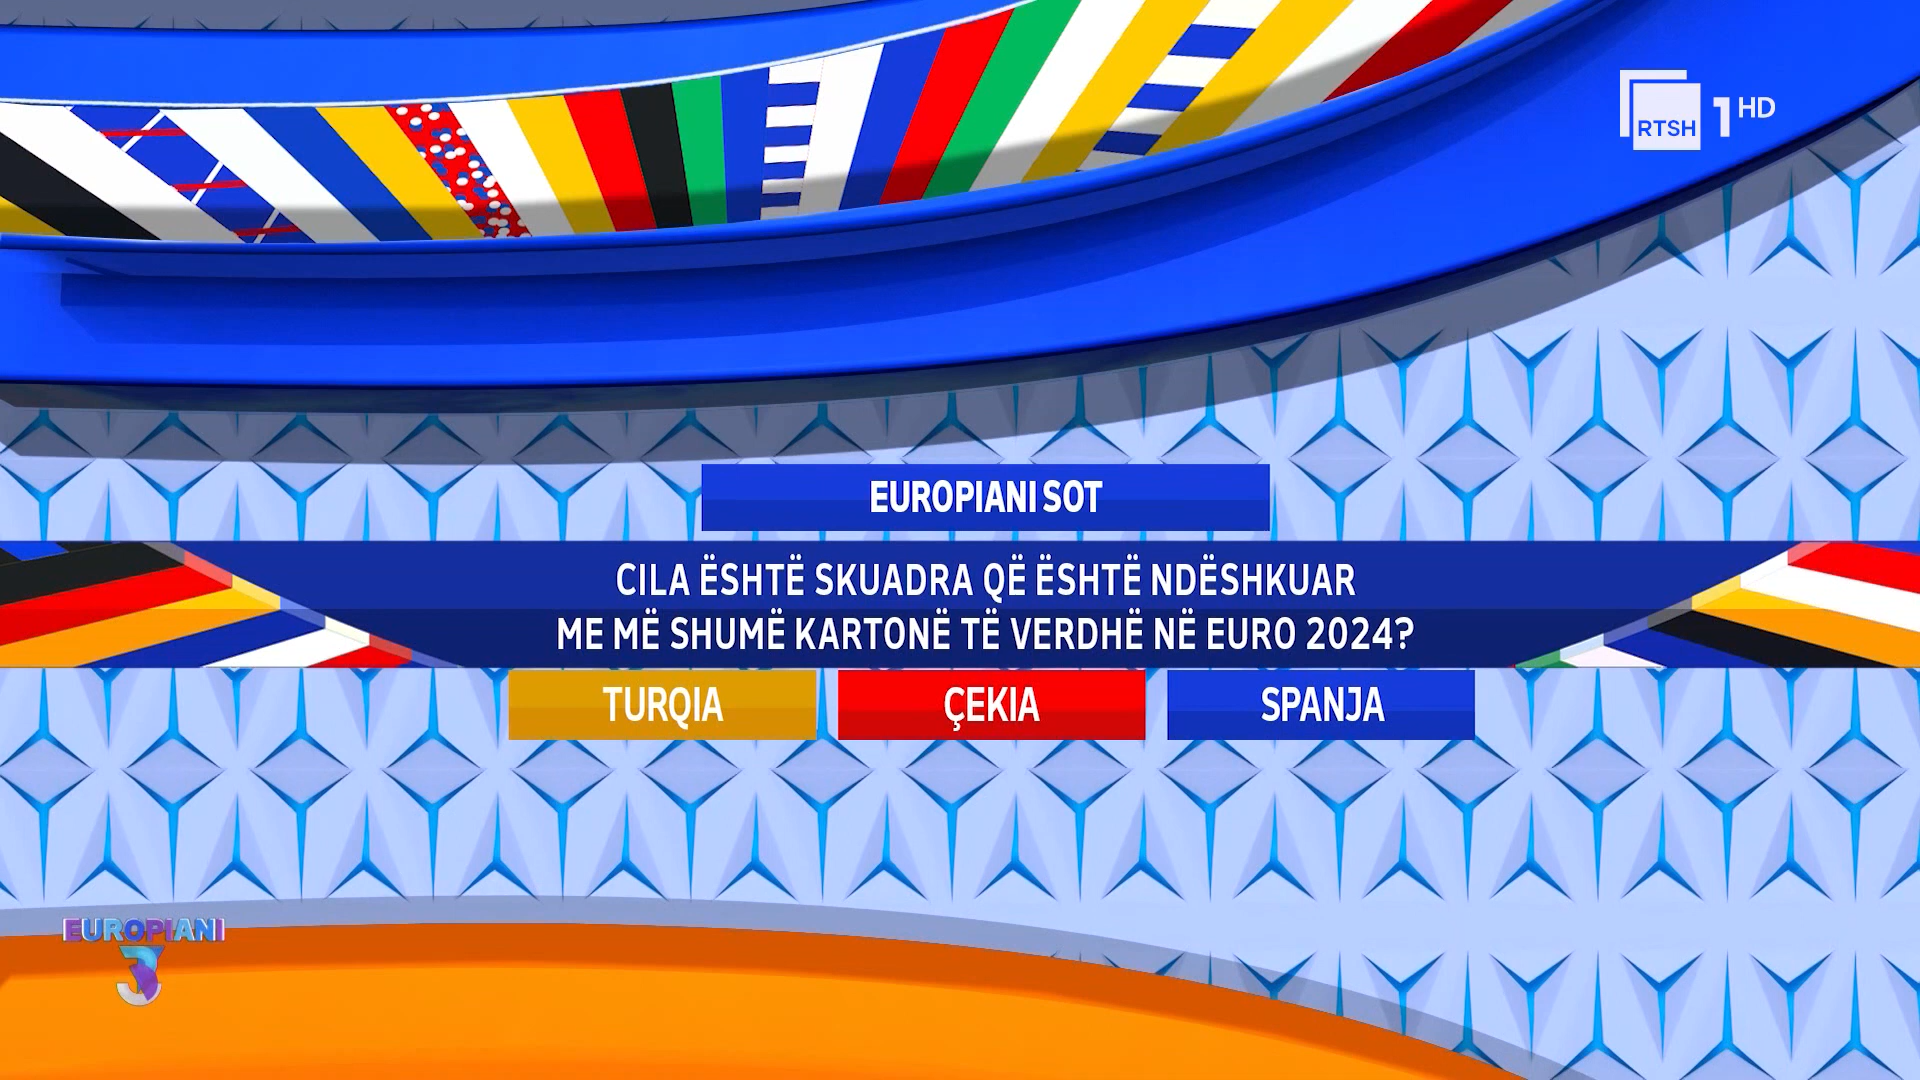 RTSH 1 HD
EUROPIANI SOT
CILA ËSHTË SKUADRA QË ËSHTË NDËSHKUAR
ME MË SHUMË KARTONË TË VERDHË NË EURO 2024?
TURQIA
ÇEKIA
SPANJA
EUROPIANI
3